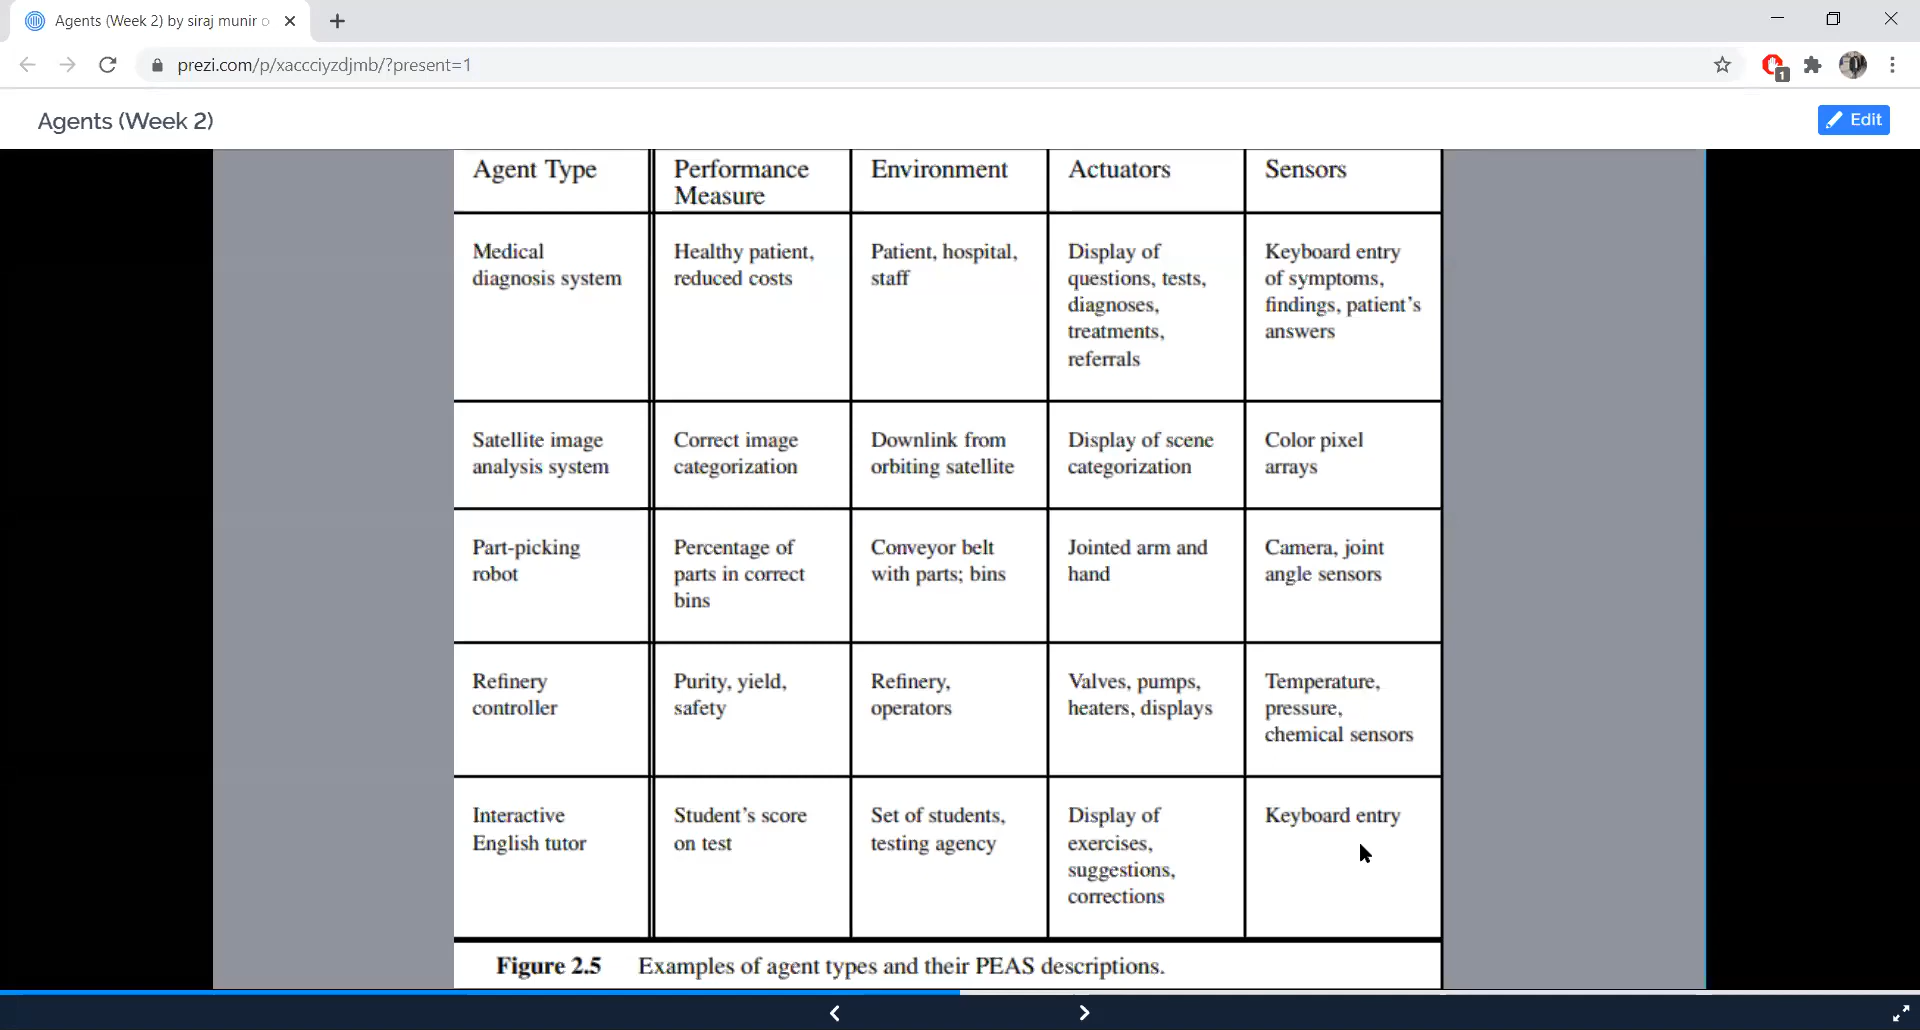 Agents (Week 2) by siraj munir o
prezi.com/p/xaccciyzdjmb/?present=1
1
Agents (Week 2)
Edit
Agent Type
Performance
Measure
Environment
Actuators
Sensors
Medical
diagnosis system
Healthy patient,
reduced costs
Patient, hospital,
staff
Display of
questions, tests,
diagnoses,
treatments,
referrals
Keyboard entry
of symptoms,
findings, patient's
answers
Satellite image
analysis system
Correct image
categorization
Downlink from
orbiting satellite
Display of scene
categorization
Color pixel
arrays
Part-picking
robot
Percentage of
parts in correct
bins
Conveyor belt
with parts; bins
Jointed arm and
hand
Camera, joint
angle sensors
Refinery
controller
Purity, yield,
safety
Refinery,
operators
Valves, pumps,
heaters, displays
Temperature,
pressure,
chemical sensors
Interactive
English tutor
Student's score
on test
Set of students,
testing agency
Display of
exercises,
suggestions,
corrections
Keyboard entry
Figure 2.5 Examples of agent types and their PEAS descriptions.